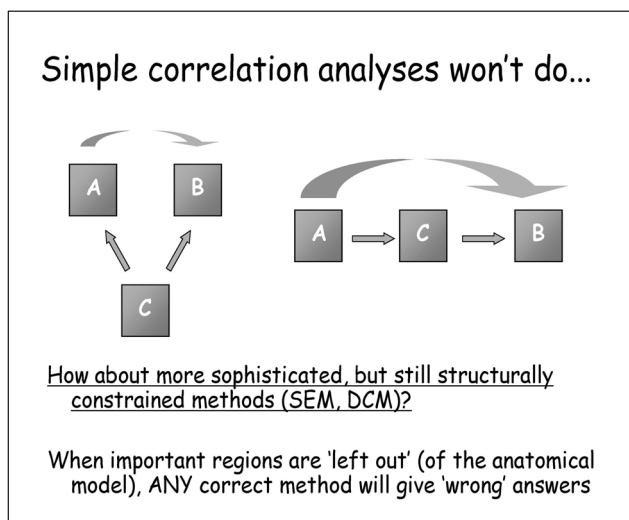 Simple correlation analyses won't do...
A
B
C
A
C
B
How about more sophisticated, but still structurally
constrained methods (SEM, DCM)?
When important regions are 'left out' (of the anatomical
model), ANY correct method will give 'wrong' answers